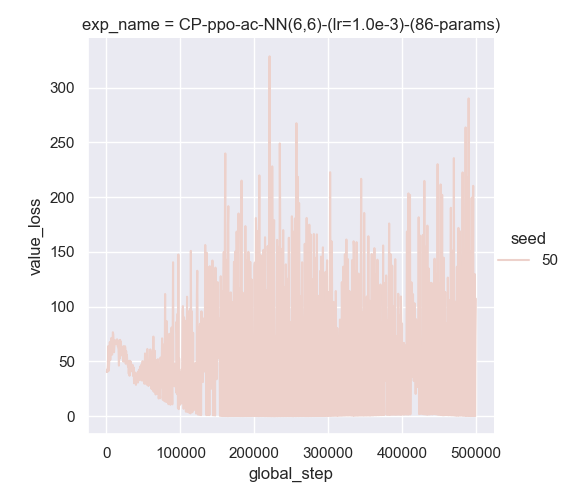 exp_name = CP-ppo-ac-NN(6,6)-(lr=1.0e-3)-(86-params)
300
250
200
150
100
50
0
value_loss
seed
50
0 100000 200000 300000 400000 500000
global_step